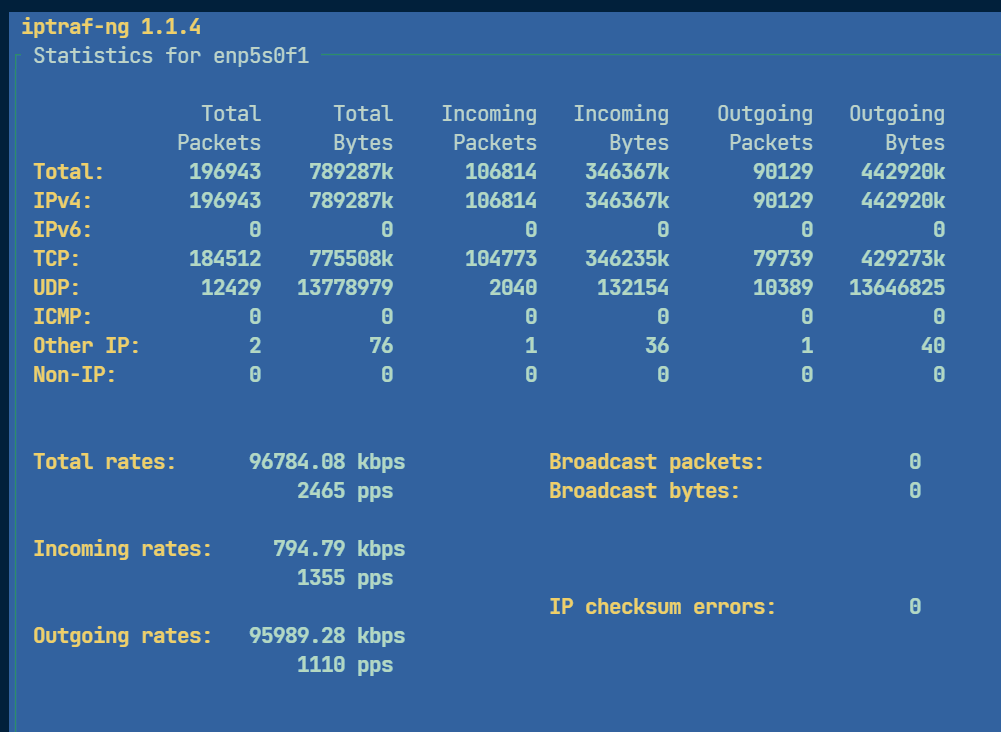 iptraf-ng 1.1.4
Statistics for enp5s0f1
Total Total Incoming Incoming Outgoing Outgoing
Packets Bytes Packets Bytes Packets Bytes
Total: 196943 789287k 106814 346367k 90129 442920k
IPv4: 196943 789287k 106814 346367k 90129 442920k
IPv6: 0 0 0 0 0 0
TCP: 184512 775508k 104773 346235k 79739 429273k
UDP: 12429 13778979 2040 132154 10389 13646825
ICMP: 0 0 0 0 0 0
Other IP: 2 76 1 36 1 40
Non-IP: 0 0 0 0 0 0
Total rates: 96784.08 kbps Broadcast packets: 0
2465 pps Broadcast bytes: 0
Incoming rates: 794.79 kbps
1355 pps
IP checksum errors: 0
Outgoing rates: 95989.28 kbps
1110 pps